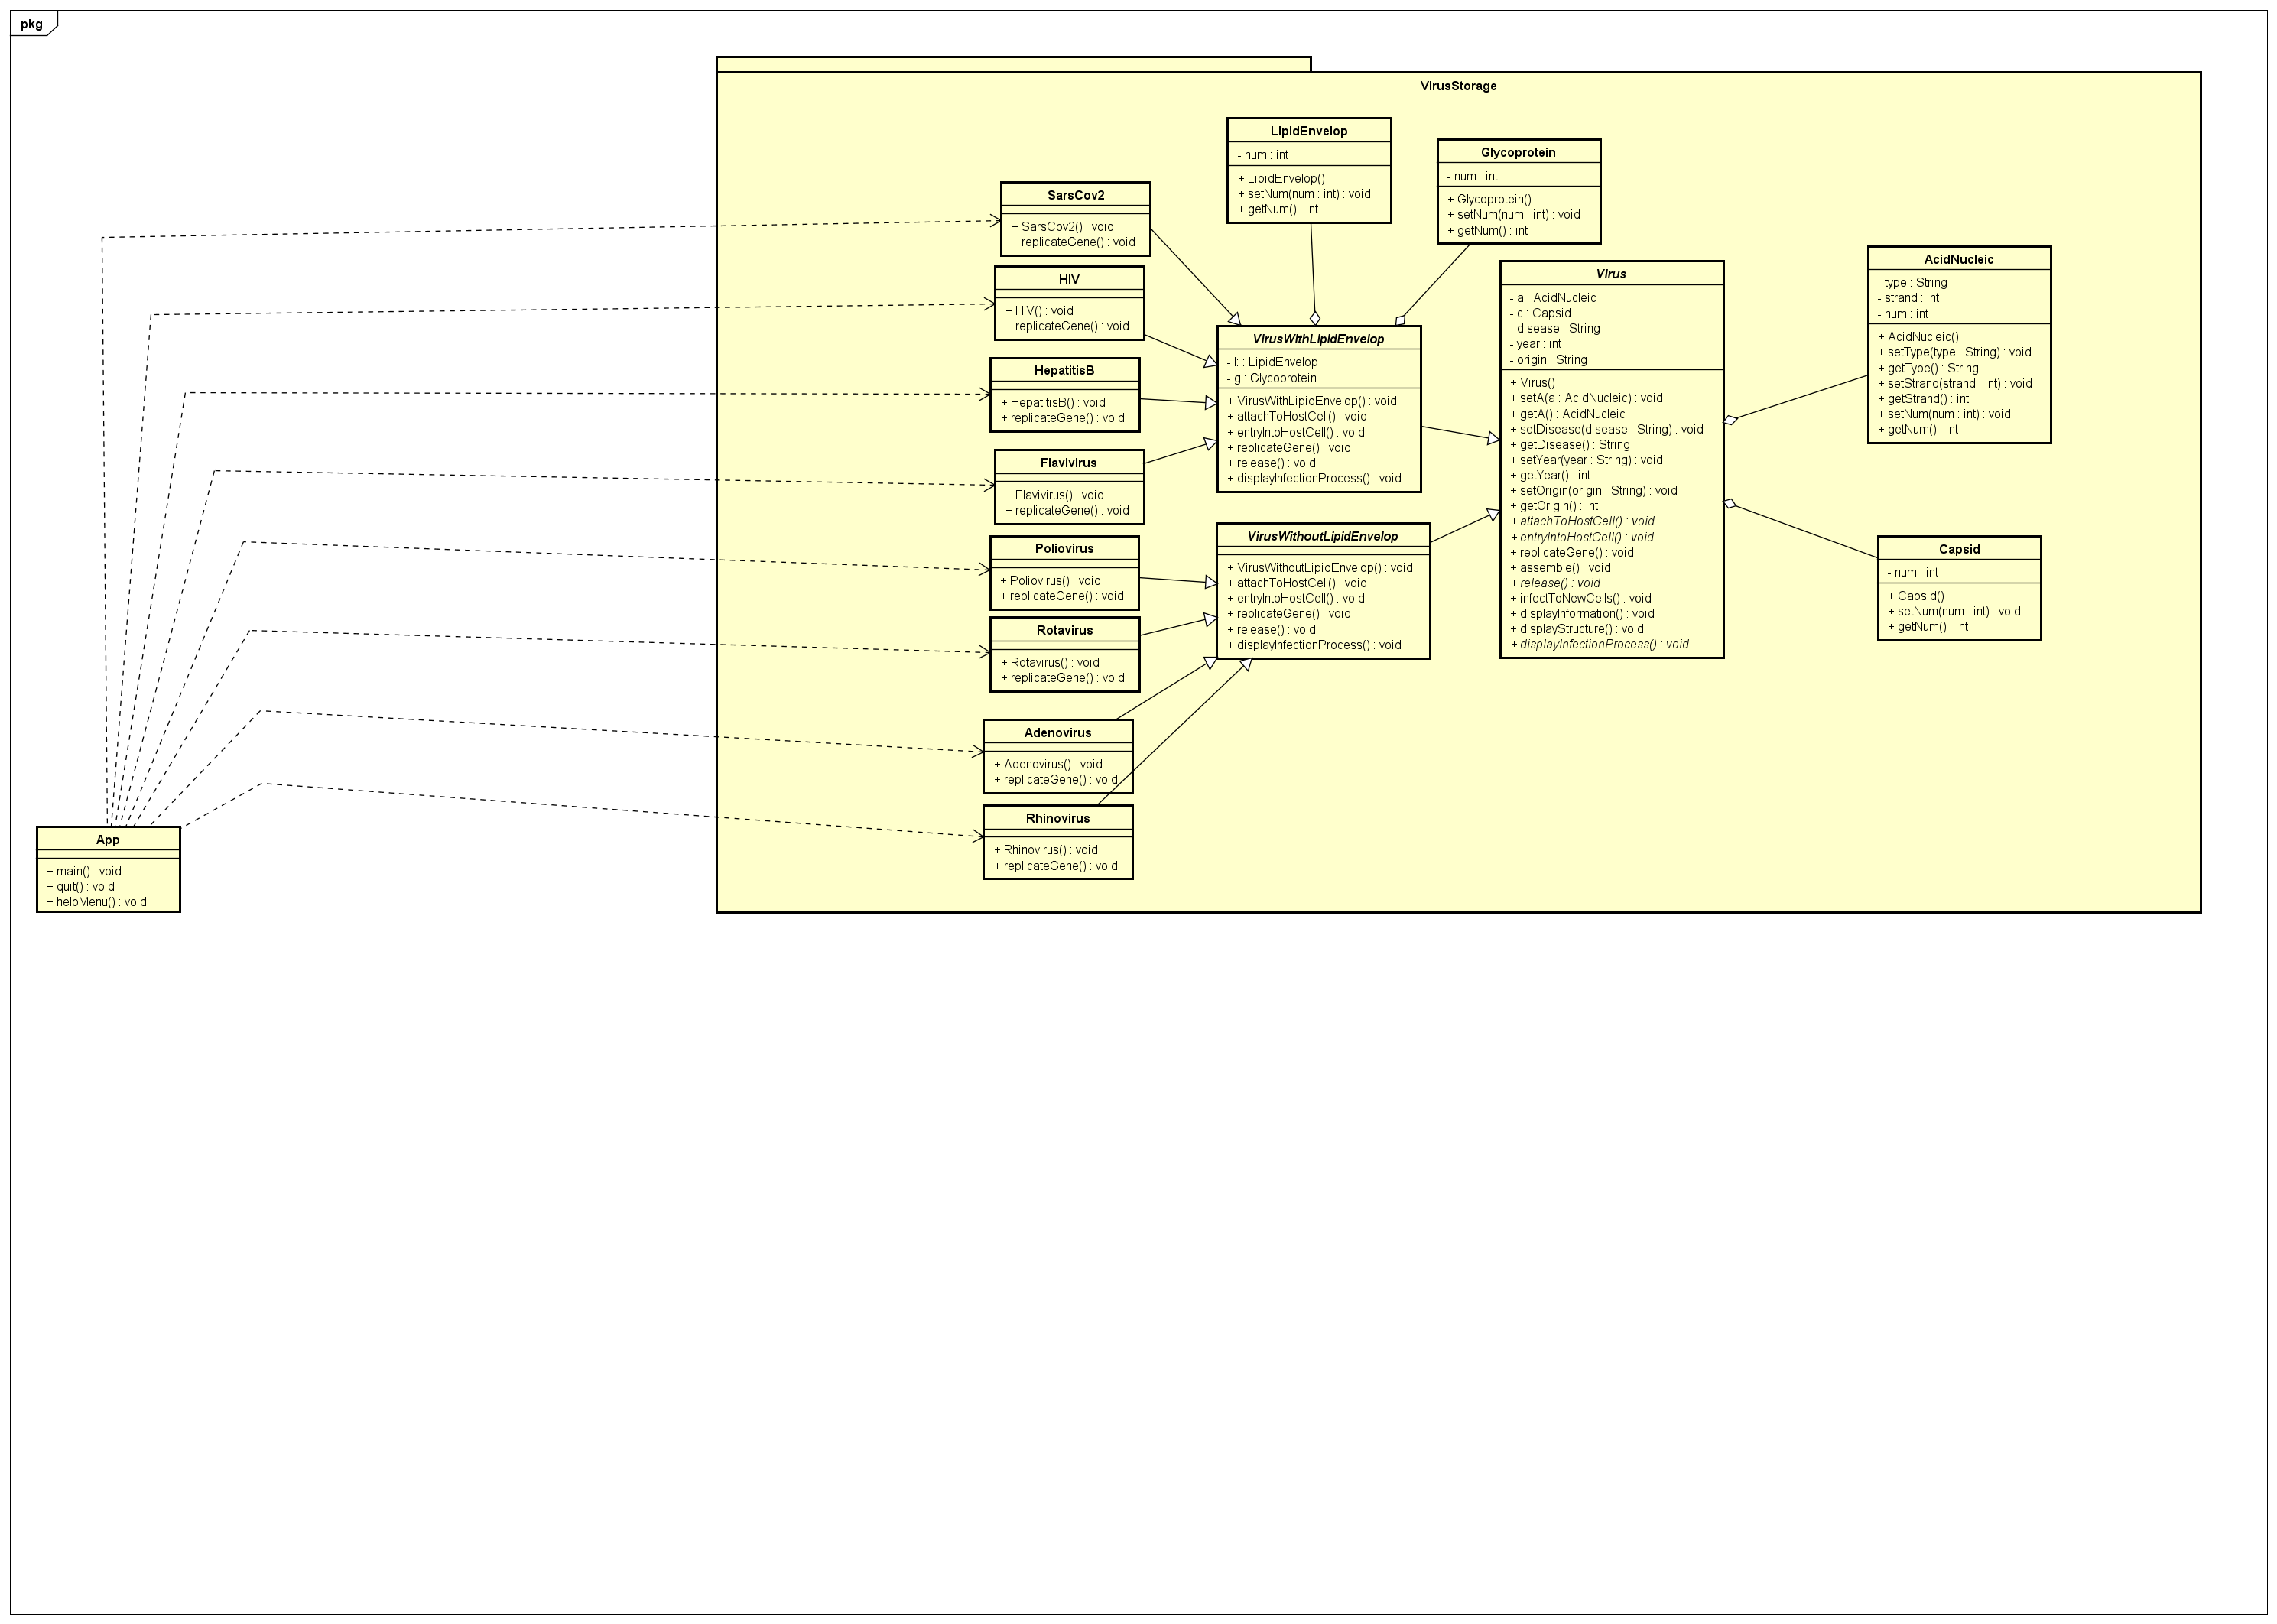 pkg
VirusStorage
LipidEnvelop
- num : int
+ LipidEnvelop()
+ setNum(num : int) : void
+ getNum() : int
Glycoprotein
- num : int
+ Glycoprotein()
+ setNum(num : int) : void
+ getNum() : int
SarsCov2
+ SarsCov2() : void
+ replicateGene() : void
HIV
+ HIV() : void
+ replicateGene() : void
HepatitisB
+ HepatitisB() : void
+ replicateGene() : void
Flavivirus
+ Flavivirus() : void
+ replicateGene() : void
Poliovirus
+ Poliovirus() : void
+ replicateGene() : void
Rotavirus
+ Rotavirus() : void
+ replicateGene() : void
Adenovirus
+ Adenovirus() : void
+ replicateGene() : void
Rhinovirus
+ Rhinovirus() : void
+ replicateGene() : void
VirusWithLipidEnvelop
- l: : LipidEnvelop
- g : Glycoprotein
+ VirusWithLipidEnvelop() : void
+ attachToHostCell() : void
+ entryIntoHostCell() : void
+ replicateGene() : void
+ release() : void
+ displayInfectionProcess() : void
VirusWithoutLipidEnvelop
+ VirusWithoutLipidEnvelop() : void
+ attachToHostCell() : void
+ entryIntoHostCell() : void
+ replicateGene() : void
+ release() : void
+ displayInfectionProcess() : void
Virus
- a : AcidNucleic
- c : Capsid
- disease : String
- year : int
- origin : String
+ Virus()
+ setA(a : AcidNucleic) : void
+ getA() : AcidNucleic
+ setDisease(disease : String) : void
+ getDisease() : String
+ setYear(year : String) : void
+ getYear() : int
+ setOrigin(origin : String) : void
+ getOrigin() : int
+ attachToHostCell() : void
+ entryIntoHostCell() : void
+ replicateGene() : void
+ assemble() : void
+ release() : void
+ infectToNewCells() : void
+ displayInformation() : void
+ displayStructure() : void
+ displayInfectionProcess() : void
AcidNucleic
- type : String
- strand : int
- num : int
+ AcidNucleic()
+ setType(type : String) : void
+ getType() : String
+ setStrand(strand : int) : void
+ getStrand() : int
+ setNum(num : int) : void
+ getNum() : int
Capsid
- num : int
+ Capsid()
+ setNum(num : int) : void
+ getNum() : int
App
+ main() : void
+ quit() : void
+ helpMenu() : void